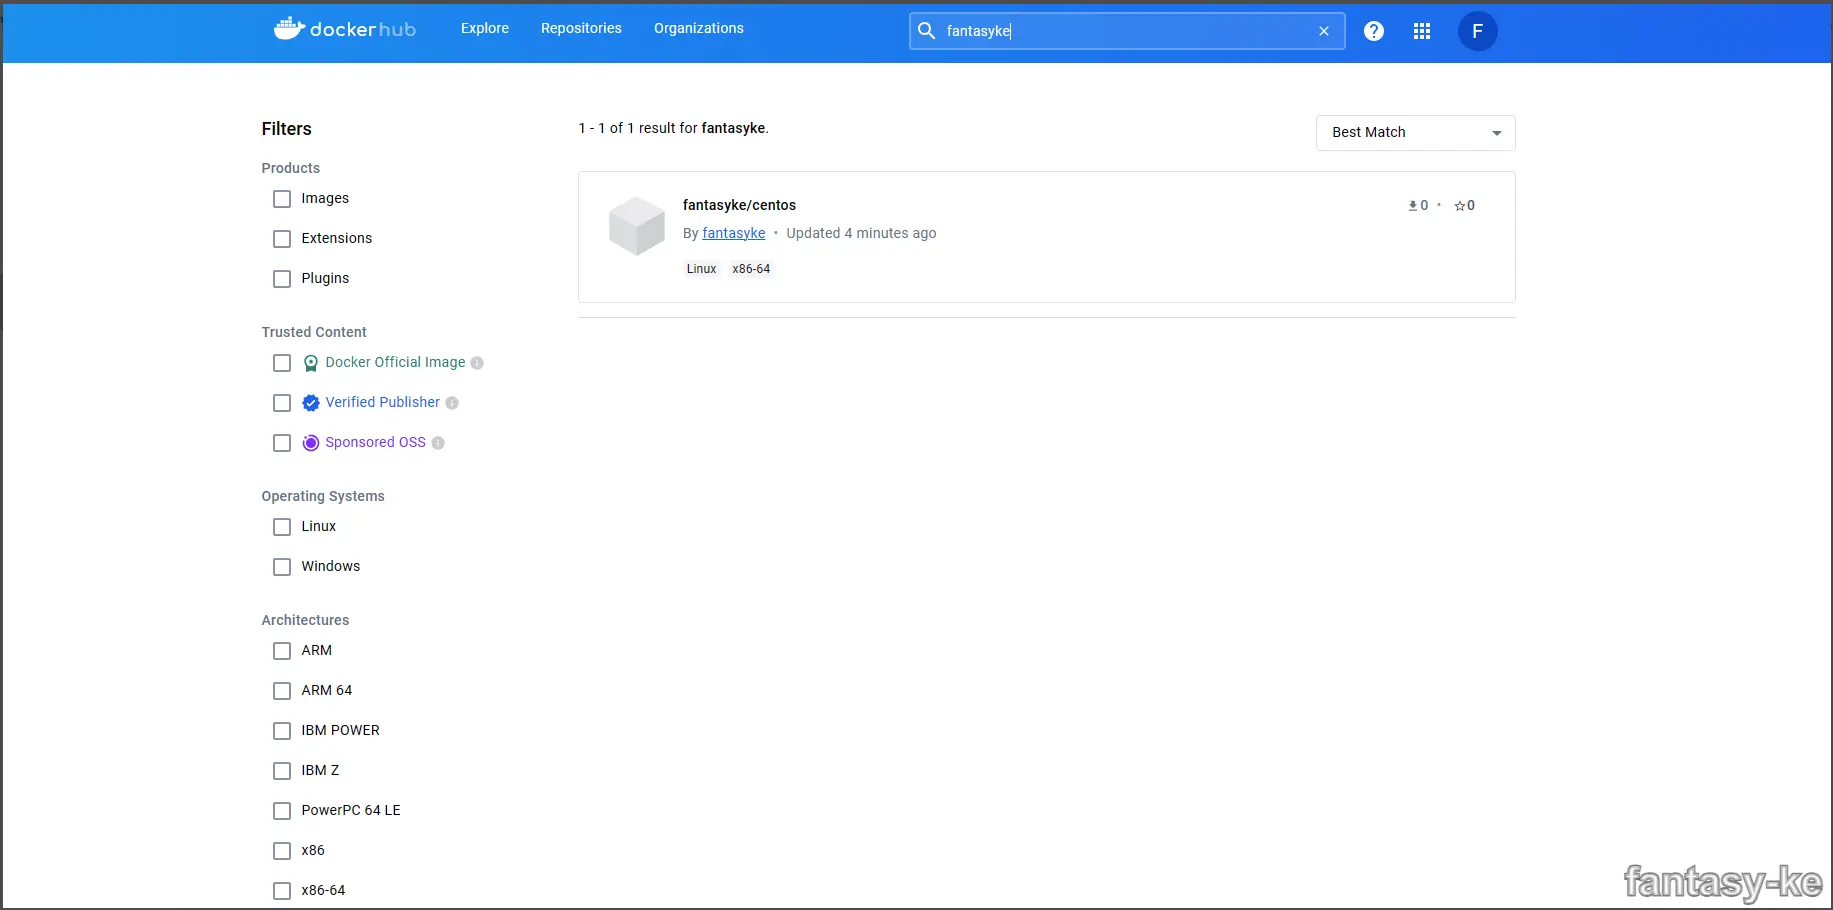 docker hub
Explore
Repositories
Organizations
fantasyke
F
Filters
1 - 1 of 1 result for fantasyke.
Best Match
Products
Images
Extensions
Plugins
fantasyke/centos
0 • 0
By fantasyke • Updated 4 minutes ago
Linux x86-64
Trusted Content
Docker Official Image
Verified Publisher
Sponsored OSS
Operating Systems
Linux
Windows
Architectures
ARM
ARM 64
IBM POWER
IBM Z
PowerPC 64 LE
x86
x86-64
fantasy-ke